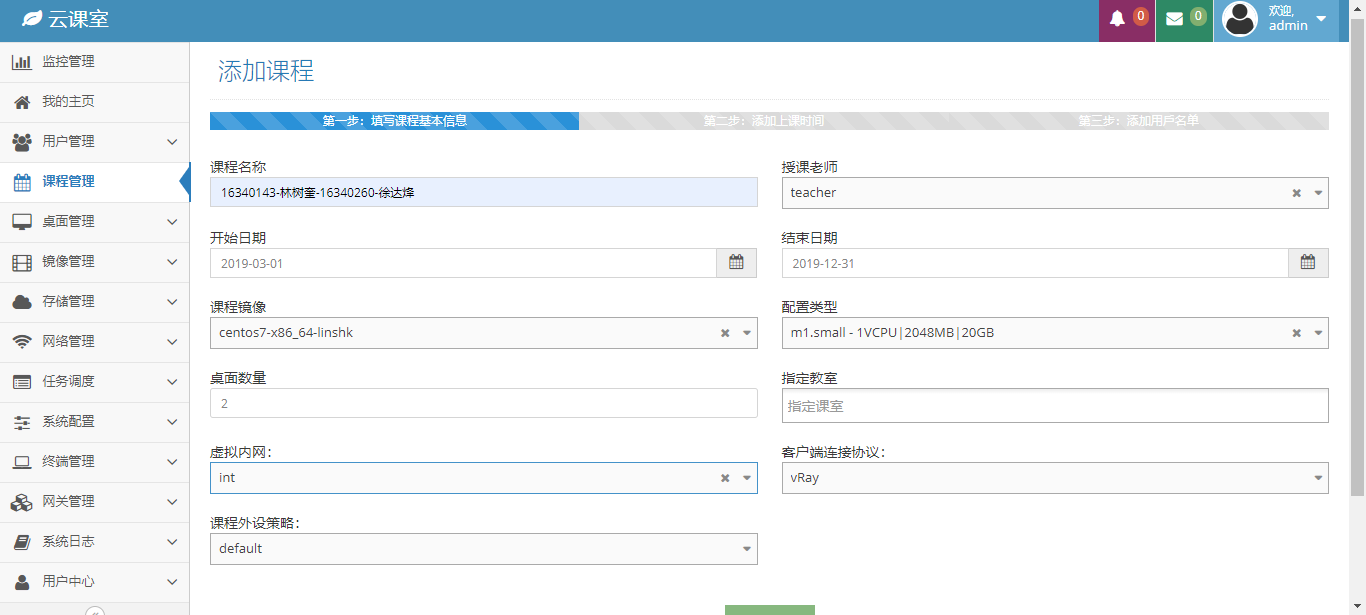 云课室
0
0
欢迎,
admin
监控管理
我的主页
用户管理
课程管理
桌面管理
镜像管理
存储管理
网络管理
任务调度
系统配置
终端管理
网关管理
系统日志
用户中心
添加课程
第一步：填写课程基本信息
第二步：添加上课时间
第三步：添加用戶名单
课程名称
授课老师
16340143-林树奎-16340260-徐达烽
teacher
开始日期
结束日期
2019-03-01
2019-12-31
课程镜像
配置类型
centos7-x86_64-linshk
m1.small - 1VCPU|2048MB|20GB
桌面数量
指定教室
2
指定课室
虚拟内网：
客户端连接协议：
int
vRay
课程外设策略：
default